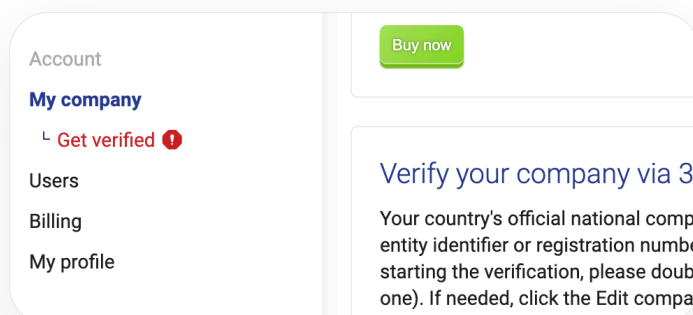 Account
My company
Get verified
Users
Billing
My profile
Buy now
Verify your company via 3
Your country's official national comp
entity identifier or registration numbe
starting the verification, please doub
one). If needed, click the Edit compa